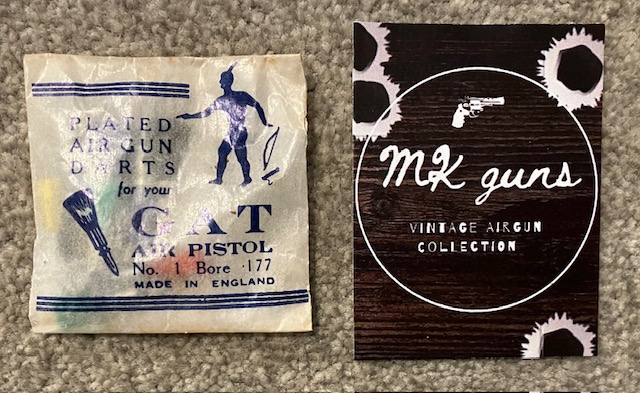 PLATED
AIR GUN
DARTS
for your
GAT
AIR PISTOL
No. 1 Bore ·177
MADE IN ENGLAND
MK guns
VINTAGE AIRGUN
COLLECTION